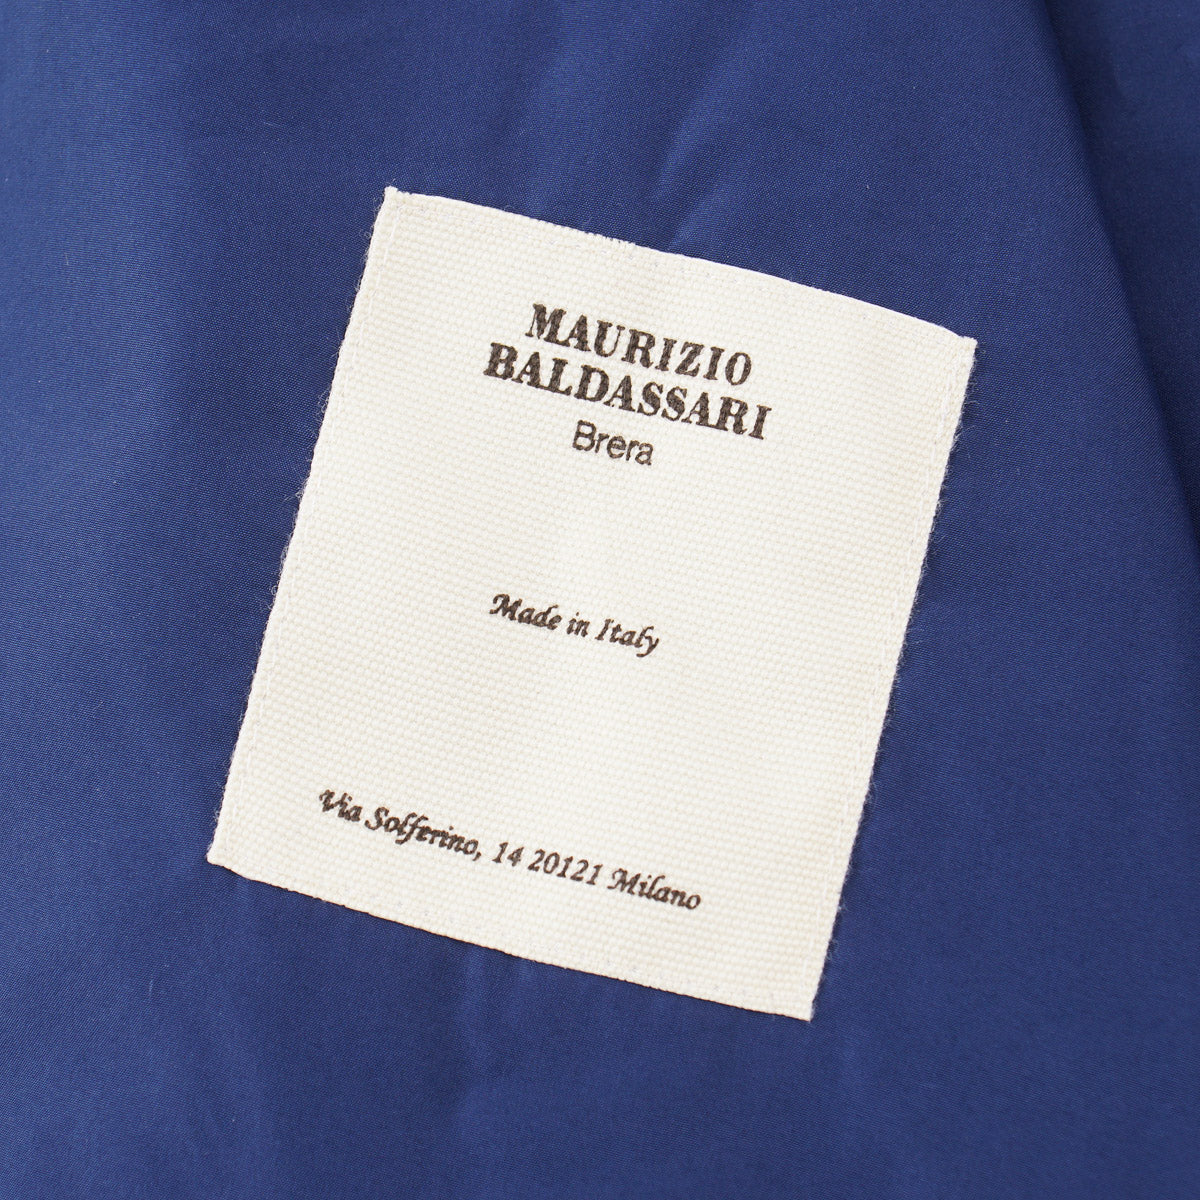 MAURIZIO
BALDASSARI
Brera
Made in Italy
Via Solferino, 14 20121 Milano